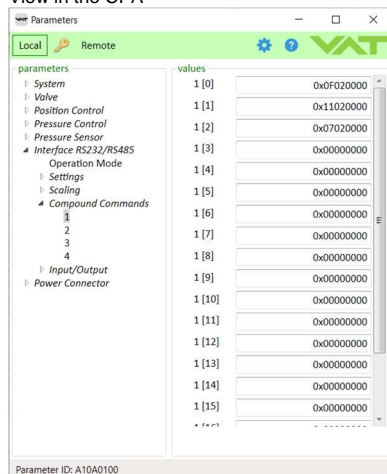 View in the CPA
Parameters
Local Remote VAT
parameters
System
Valve
Position Control
Pressure Control
Pressure Sensor
Interface RS232/RS485
Operation Mode
Settings
Scaling
Compound Commands
1
2
3
4
Input/Output
Power Connector
values
1 [0] 0x0F020000
1 [1] 0x11020000
1 [2] 0x07020000
1 [3] 0x00000000
1 [4] 0x00000000
1 [5] 0x00000000
1 [6] 0x00000000
1 [7] 0x00000000
1 [8] 0x00000000
1 [9] 0x00000000
1 [10] 0x00000000
1 [11] 0x00000000
1 [12] 0x00000000
1 [13] 0x00000000
1 [14] 0x00000000
1 [15] 0x00000000
Parameter ID: A10A0100